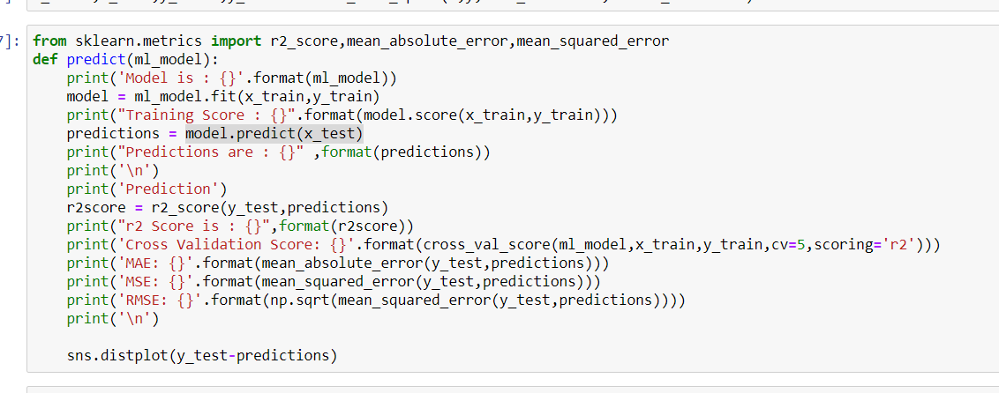 7]:
from sklearn.metrics import r2_score,mean_absolute_error,mean_squared_error
def predict(ml_model):
    print('Model is : {}'.format(ml_model))
    model = ml_model.fit(x_train,y_train)
    print("Training Score : {}".format(model.score(x_train,y_train)))
    predictions = model.predict(x_test)
    print("Predictions are : {}" ,format(predictions))
    print('\n')
    print('Prediction')
    r2score = r2_score(y_test,predictions)
    print("r2 Score is : {}",format(r2score))
    print('Cross Validation Score: {}'.format(cross_val_score(ml_model,x_train,y_train,cv=5,scoring='r2')))
    print('MAE: {}'.format(mean_absolute_error(y_test,predictions)))
    print('MSE: {}'.format(mean_squared_error(y_test,predictions)))
    print('RMSE: {}'.format(np.sqrt(mean_squared_error(y_test,predictions))))
    print('\n')
    sns.distplot(y_test-predictions)